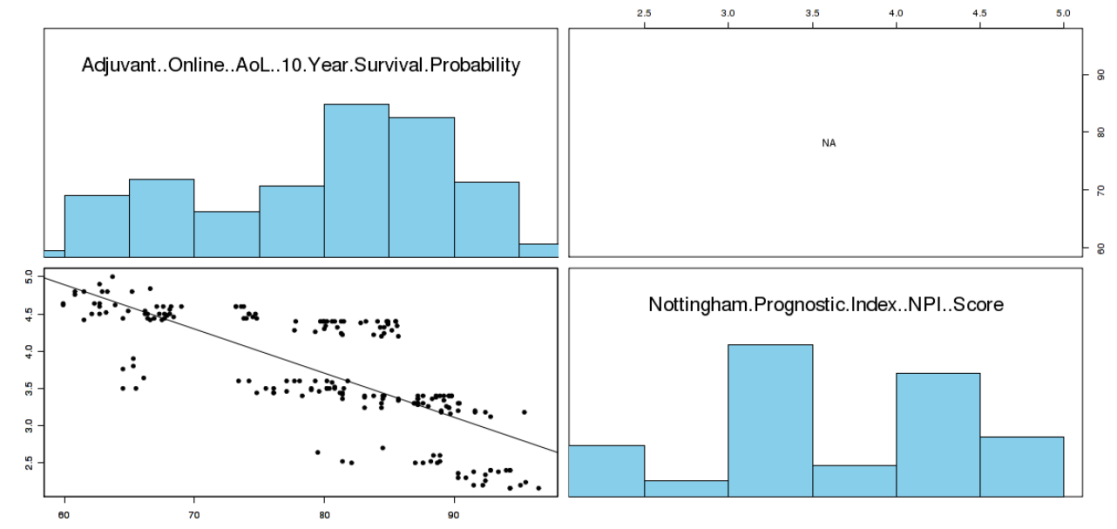 2.5 3.0 3.5 4.0 4.5 5.0
Adjuvant..Online..AoL..10.Year.Survival.Probability
NA
90
80
70
60
5.0
4.5
4.0
3.5
3.0
2.5
Nottingham.Prognostic.Index..NPI..Score
60 70 80 90